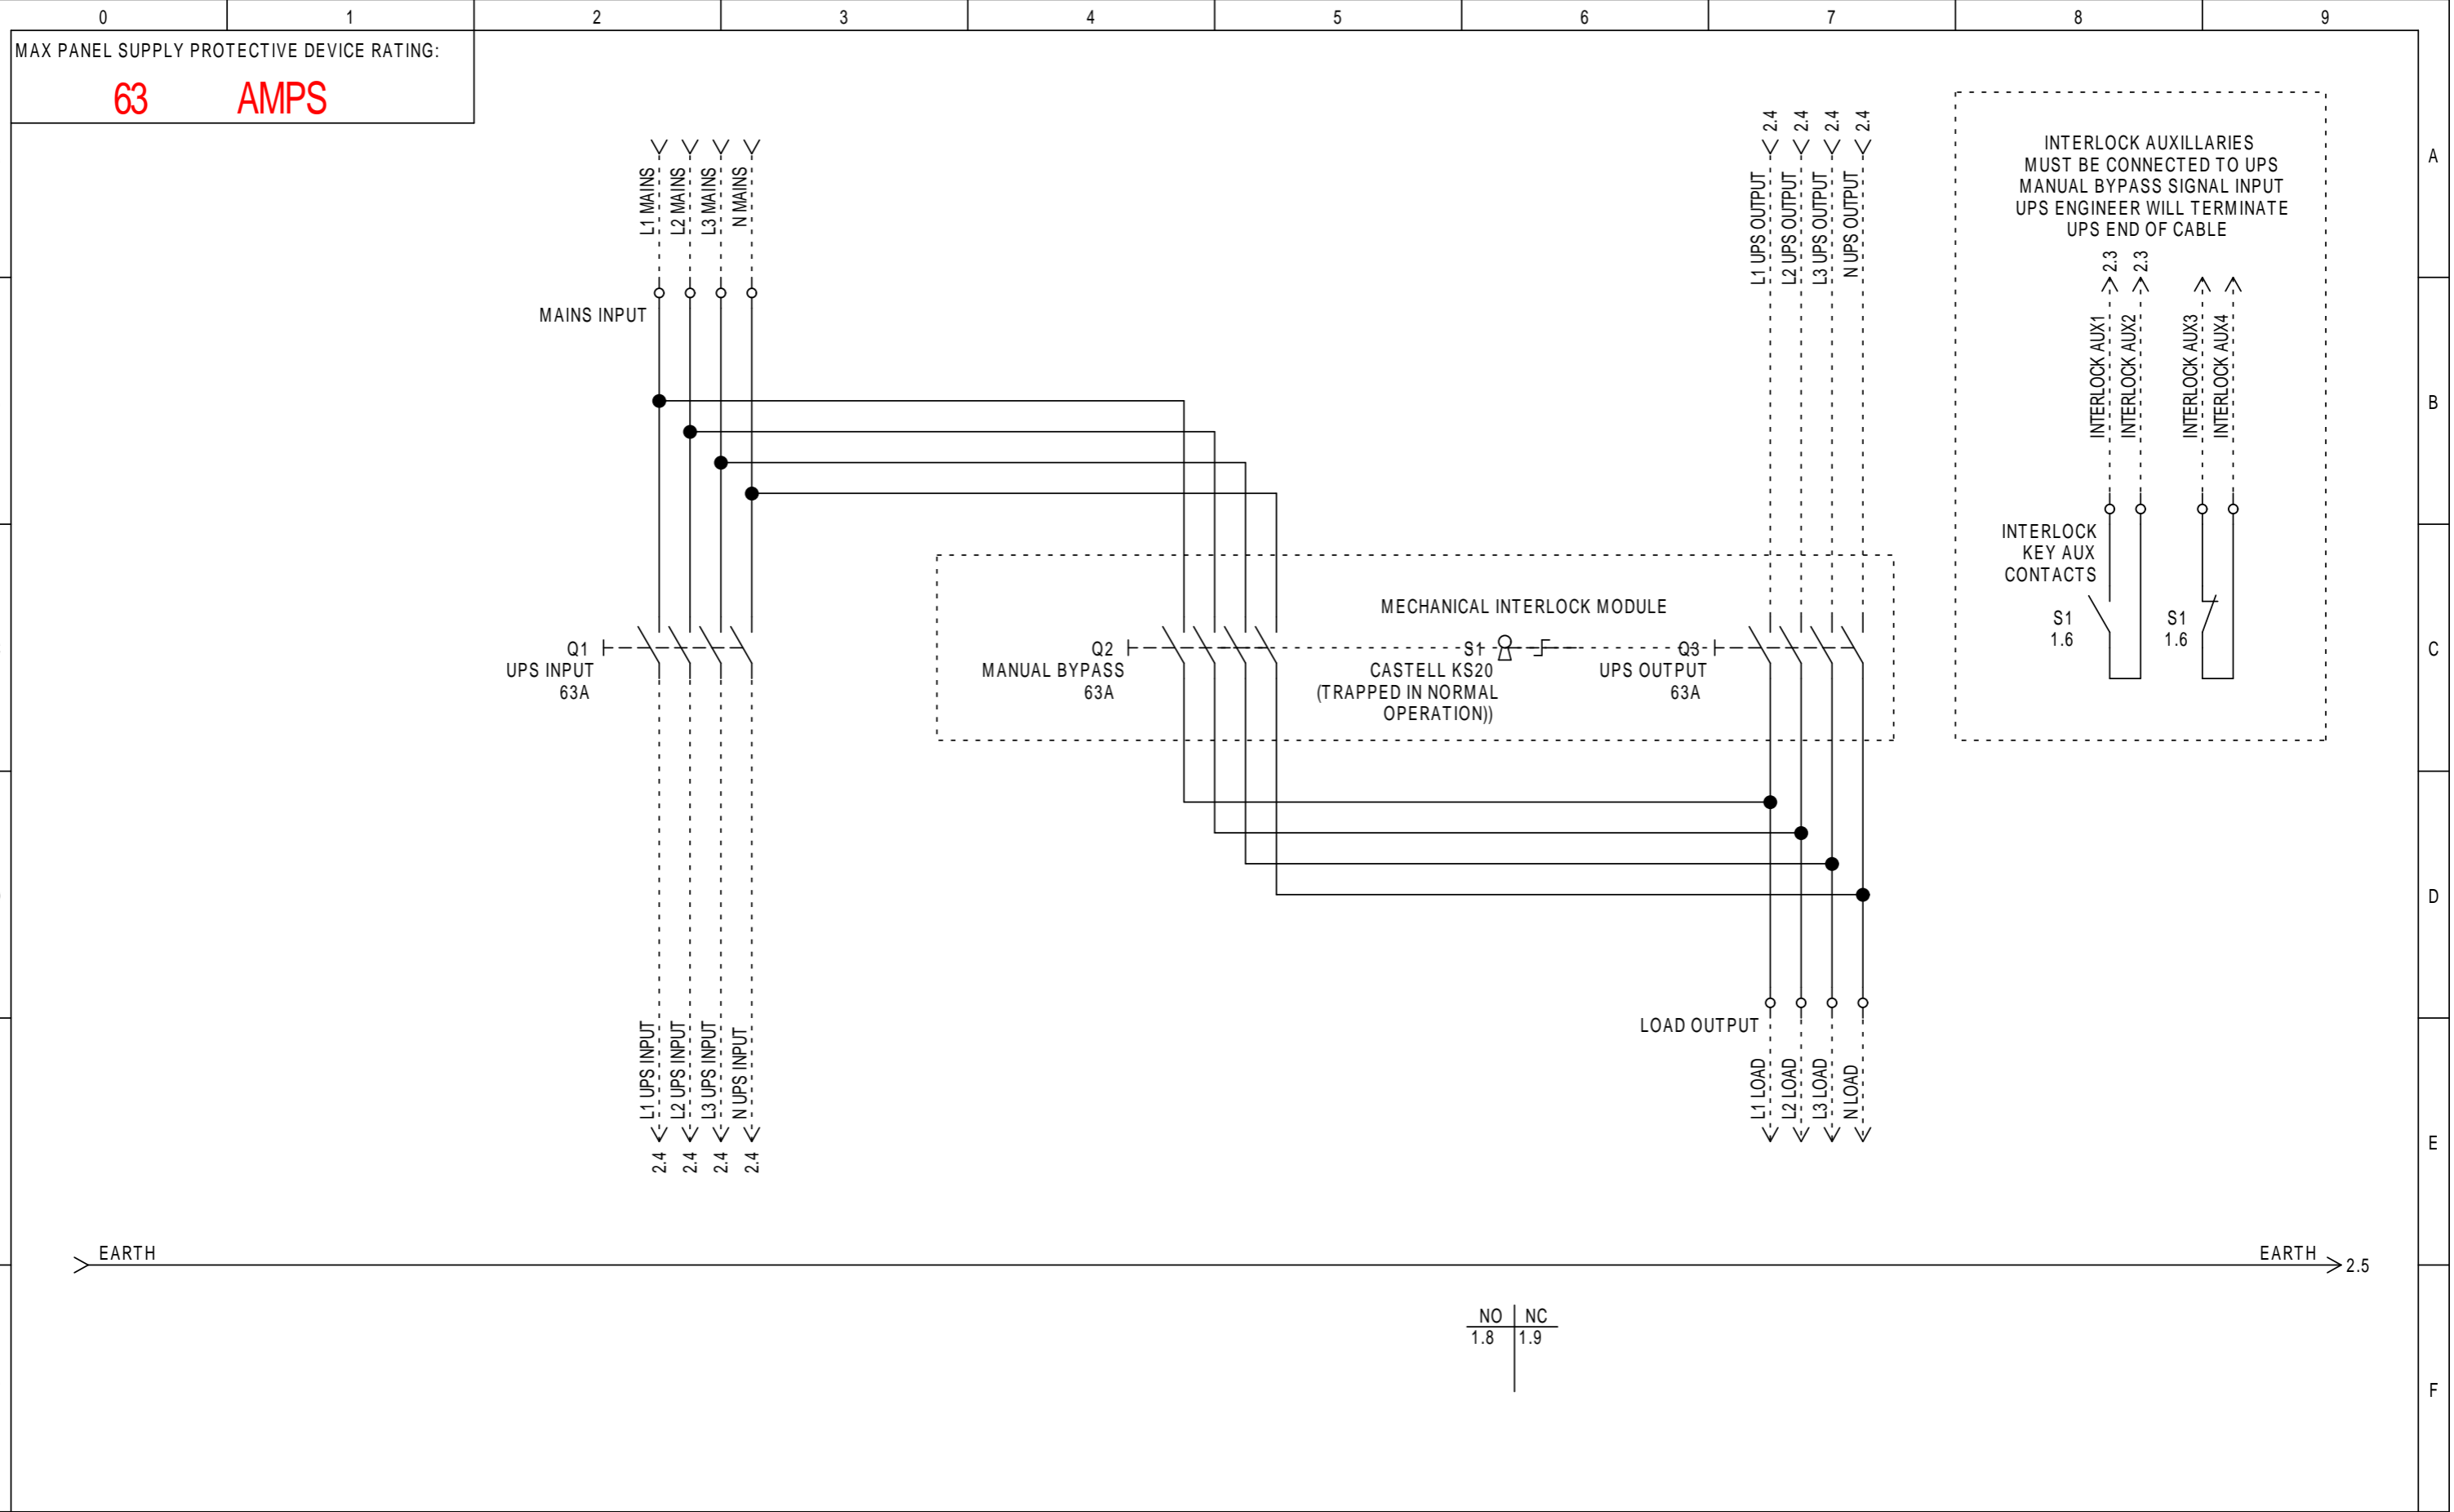 0 1 2 3 4 5 6 7 8 9
MAX PANEL SUPPLY PROTECTIVE DEVICE RATING:
63 AMPS
L1 MAINS
L2 MAINS
L3 MAINS
N MAINS
MAINS INPUT
2.4
2.4
2.4
2.4
L1 UPS OUTPUT
L2 UPS OUTPUT
L3 UPS OUTPUT
N UPS OUTPUT
INTERLOCK AUXILLARIES
MUST BE CONNECTED TO UPS
MANUAL BYPASS SIGNAL INPUT
UPS ENGINEER WILL TERMINATE
UPS END OF CABLE
2.3
2.3
INTERLOCK AUX1
INTERLOCK AUX2
INTERLOCK AUX3
INTERLOCK AUX4
INTERLOCK
KEY AUX
CONTACTS
S1
1.6
S1
1.6
A
B
C
D
E
F
MECHANICAL INTERLOCK MODULE
Q1
UPS INPUT
63A
Q2
MANUAL BYPASS
63A
S1
CASTELL KS20
(TRAPPED IN NORMAL
OPERATION))
Q3
UPS OUTPUT
63A
L1 UPS INPUT
L2 UPS INPUT
L3 UPS INPUT
N UPS INPUT
2.4
2.4
2.4
2.4
LOAD OUTPUT
L1 LOAD
L2 LOAD
L3 LOAD
N LOAD
EARTH
EARTH 2.5
NO NC
1.8 1.9